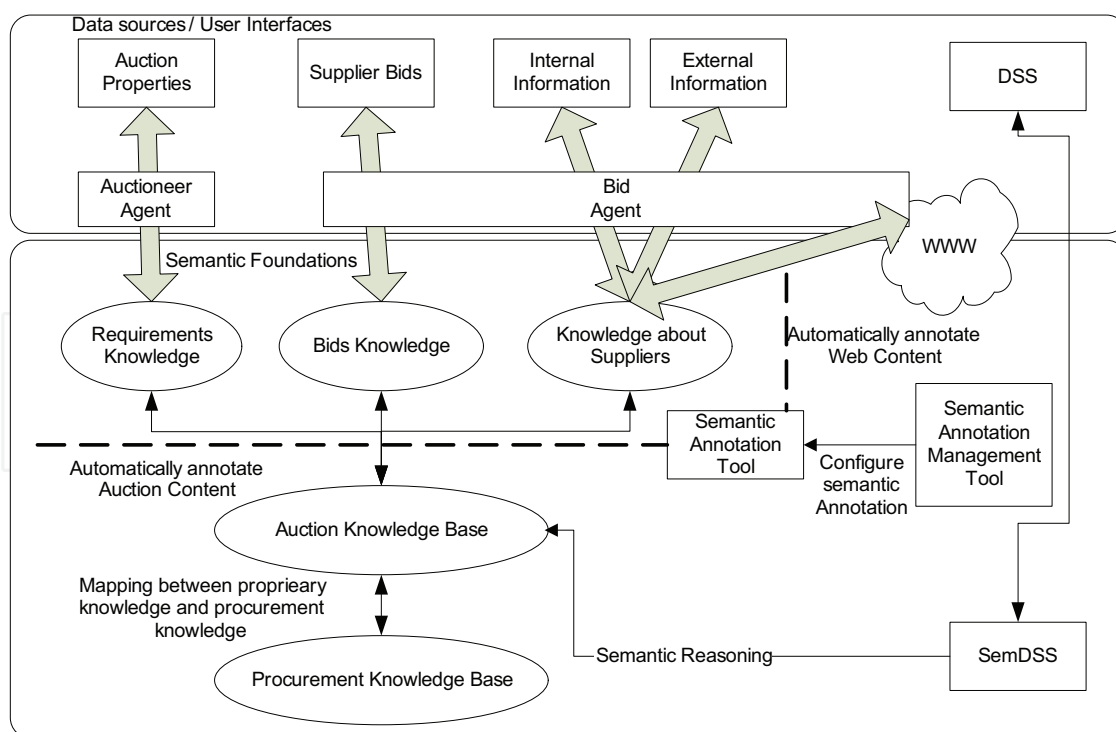 Data sources / User Interfaces
Auction
Properties
Supplier Bids
Internal
Information
External
Information
DSS
Auctioneer
Agent
Bid
Agent
WWW
Semantic Foundations
Requirements
Knowledge
Bids Knowledge
Knowledge about
Suppliers
Automatically annotate
Web Content
Semantic
Annotation
Tool
Semantic
Annotation
Management
Tool
Configure
semantic
Annotation
Automatically annotate
Auction Content
Auction Knowledge Base
Mapping between proprieary
knowledge and procurement
knowledge
Semantic Reasoning
SemDSS
Procurement Knowledge Base